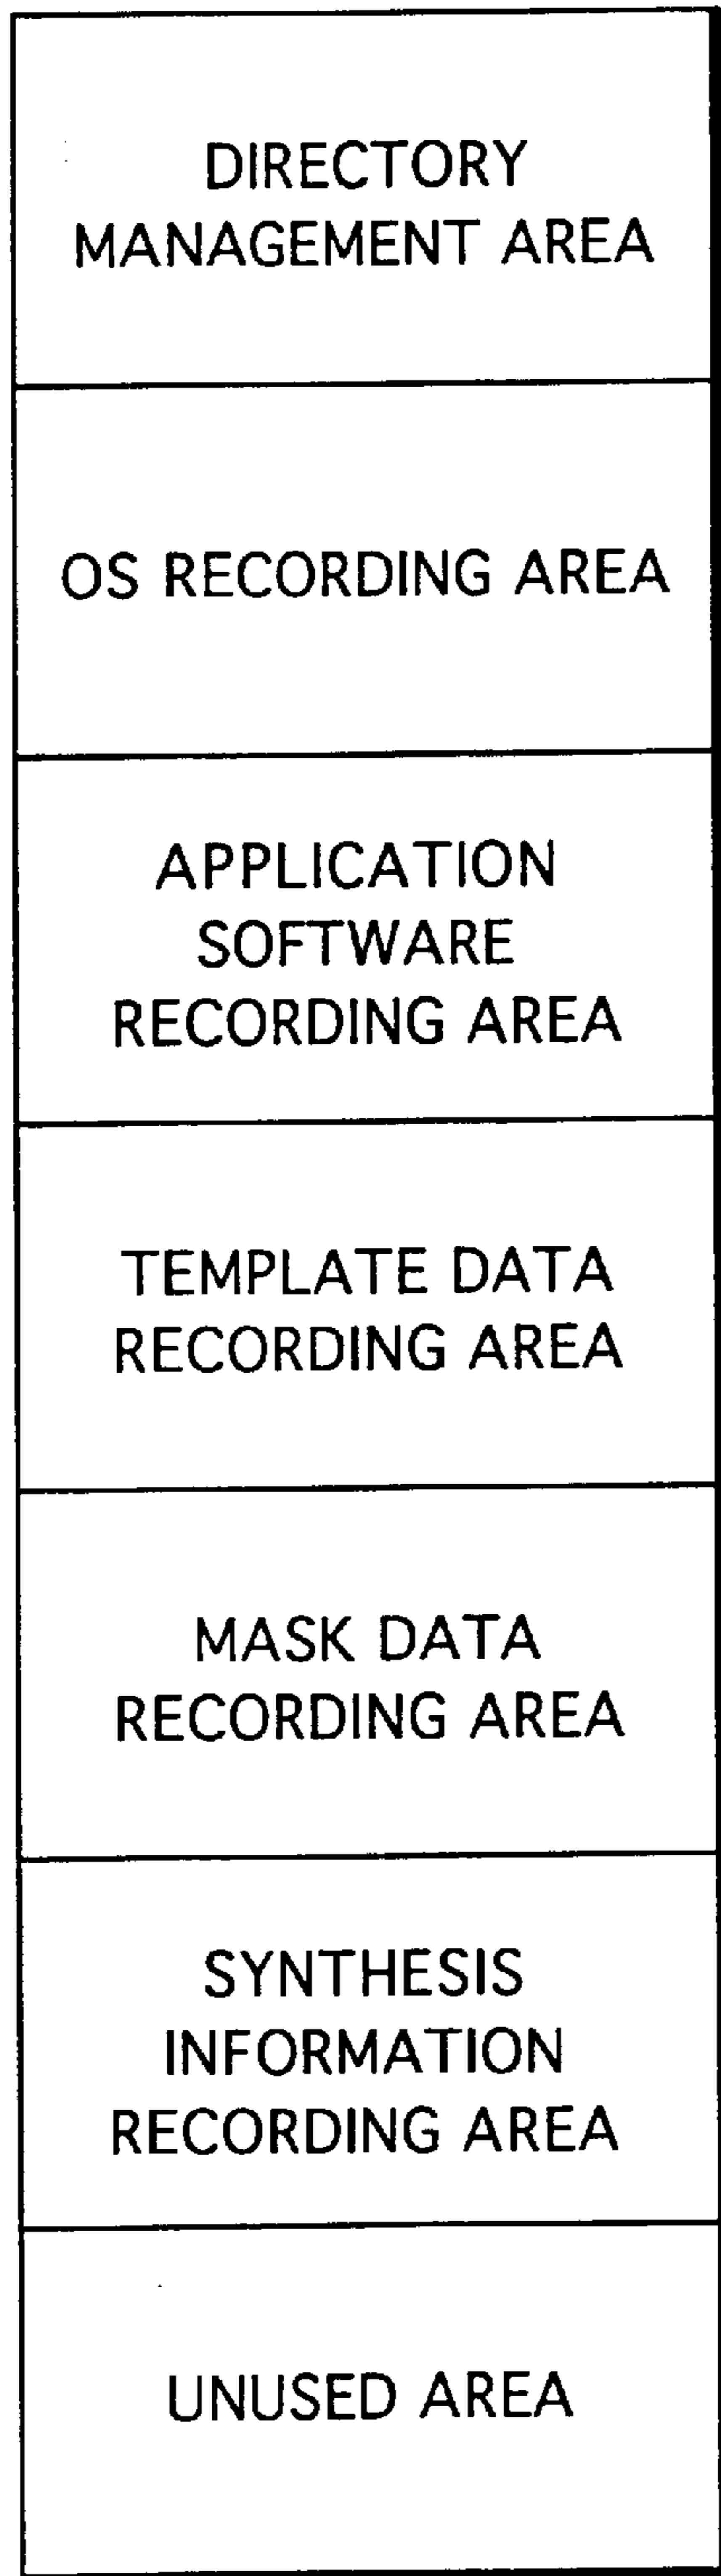 DIRECTORY
MANAGEMENT AREA
OS RECORDING AREA
APPLICATION
SOFTWARE
RECORDING AREA
TEMPLATE DATA
RECORDING AREA
MASK DATA
RECORDING AREA
SYNTHESIS
INFORMATION
RECORDING AREA
UNUSED AREA